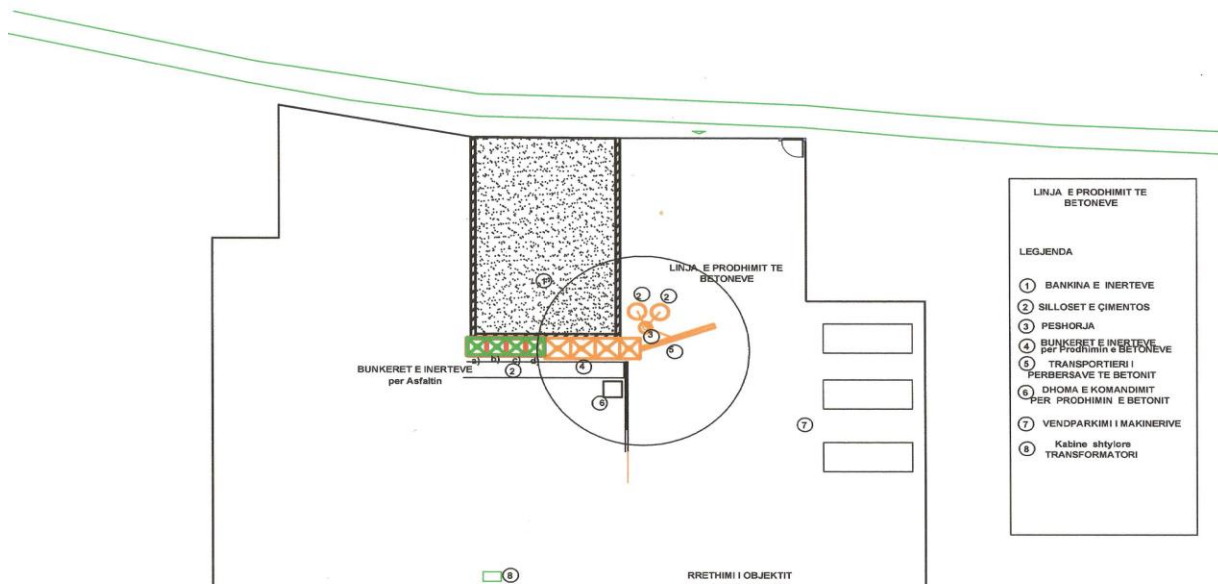 1
LINJA E PRODHIMIT TE
BETONEVE
2 2
3
5
a) b) c) d)
BUNKERET E INERTEVE
per Asfaltin
2
4
6
7
8
RRETHIMI I OBJEKTIT
LINJA E PRODHIMIT TE
BETONEVE
LEGJENDA
1 BANKINA E INERTEVE
2 SILLOSET E ÇIMENTOS
3 PESHORJA
4 BUNKERET E INERTEVE
per Prodhimin e BETONEVE
5 TRANSPORTIERI I
PERBERSAVE TE BETONIT
6 DHOMA E KOMANDIMIT
PER PRODHIMIN E BETONIT
7 VENDPARKIMI I MAKINERIVE
8 Kabine shtylore
TRANSFORMATORI